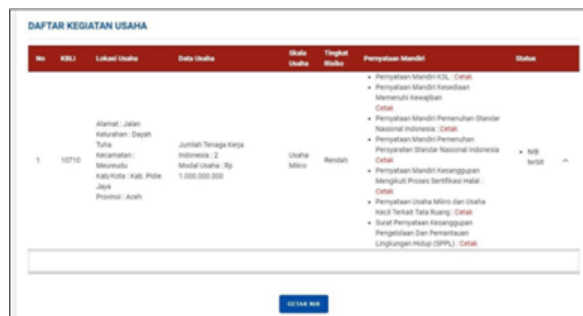 DAFTAR KEGIATAN USAHA
No KBLI Lokasi Usaha Data Usaha Skala Usaha Tingkat Risiko Pernyataan Mandiri Status
1
10710
Alamat : Jalan
Kelurahan : Dayah
Tuha
Kecamatan :
Meureudu
Kab/Kota : Kab. Pidie
Jaya
Provinsi : Aceh
Jumlah Tenaga Kerja
Indonesia : 2
Modal Usaha : Rp
1.000.000.000
Usaha
Mikro
Rendah
• Pernyataan Mandiri K3L : Cetak
• Pernyataan Mandiri Kesediaan
Memenuhi Kewajiban
Cetak
• Pernyataan Mandiri Pemenuhan Standar
Nasional Indonesia : Cetak
• Pernyataan Mandiri Pemenuhan
Persyaratan Standar Nasional Indonesia
Cetak
• Pernyataan Mandiri Kesanggupan
Mengikuti Proses Sertifikasi Halal :
Cetak
• Pernyataan Usaha Mikro dan Usaha
Kecil Terkait Tata Ruang : Cetak
• Surat Pernyataan Kesanggupan
Pengelolaan Dan Pemantauan
Lingkungan Hidup (SPPL) : Cetak
• NIB
terbit
CETAK NIB